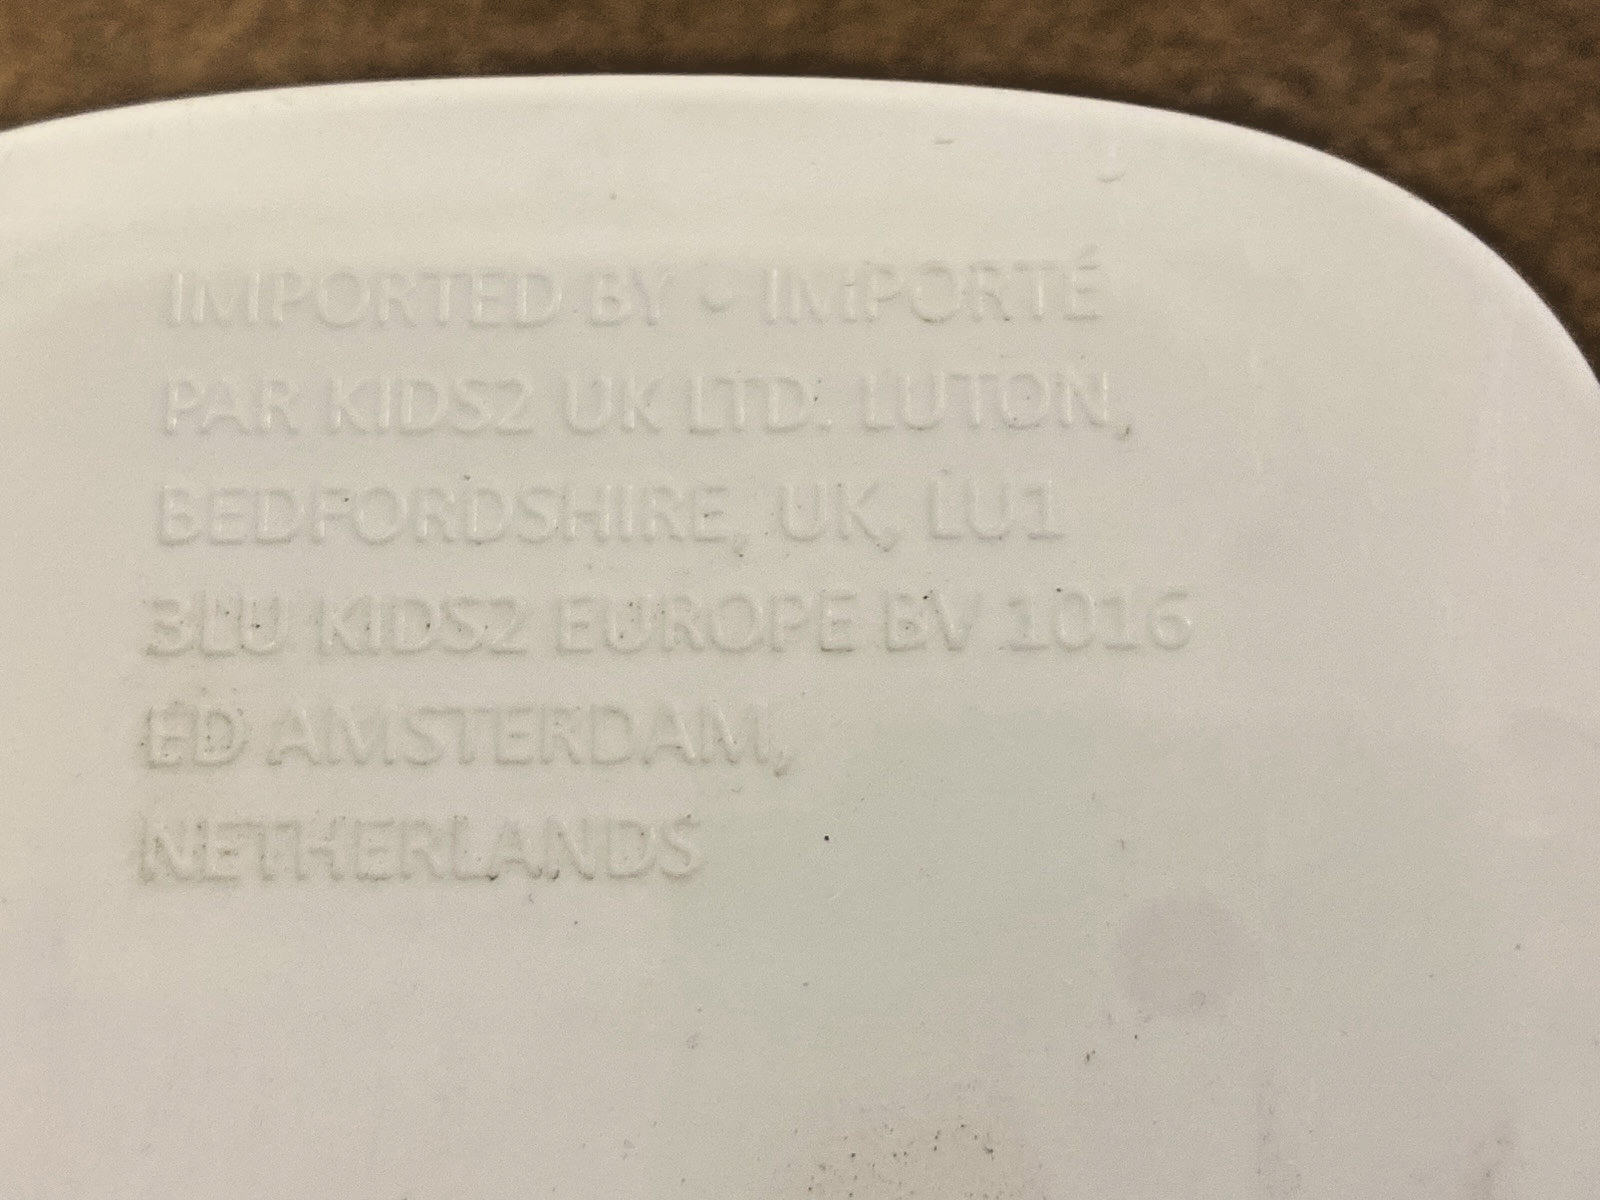 IMPORTED BY • IMPORTÉ
PAR KIDS2 UK LTD. LUTON,
BEDFORDSHIRE, UK, LU1
3LU KIDS2 EUROPE BV 1016
ED AMSTERDAM,
NETHERLANDS